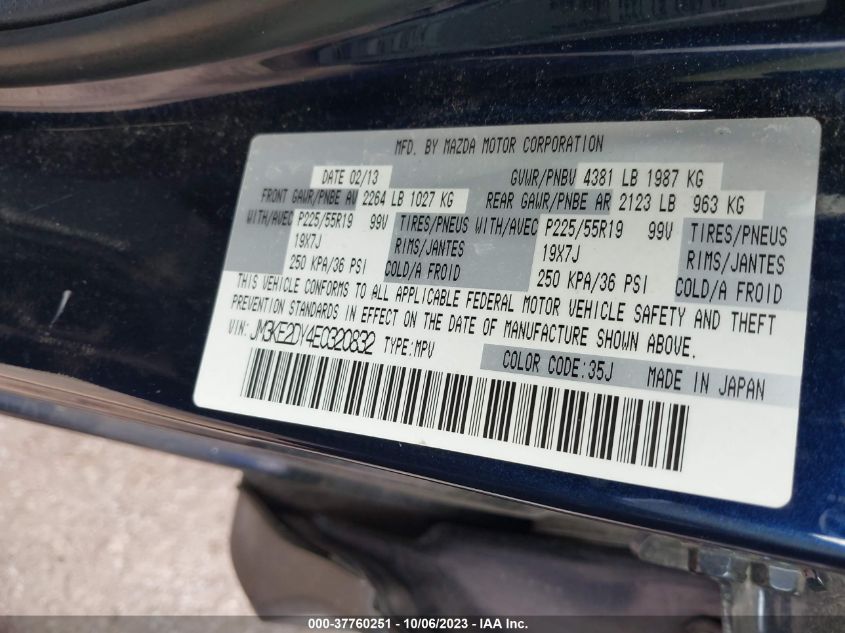 MFD. BY MAZDA MOTOR CORPORATION
DATE 02/13 GVWR/PNBV 4381 LB 1987 KG
FRONT GAWR/PNBE AV 2264 LB 1027 KG REAR GAWR/PNBE AR 2123 LB 963 KG
WITH/AVEC P225/55R19 99V TIRES/PNEUS WITH/AVEC P225/55R19 99V TIRES/PNEUS
19X7J RIMS/JANTES 19X7J RIMS/JANTES
250 KPA/36 PSI COLD/A FROID 250 KPA/36 PSI COLD/A FROID
THIS VEHICLE CONFORMS TO ALL APPLICABLE FEDERAL MOTOR VEHICLE SAFETY AND THEFT
PREVENTION STANDARDS IN EFFECT ON THE DATE OF MANUFACTURE SHOWN ABOVE.
VIN: JM3KE2DY4EC320832 TYPE:MPV
COLOR CODE:35J MADE IN JAPAN
000-37760251 - 10/06/2023 - IAA Inc.